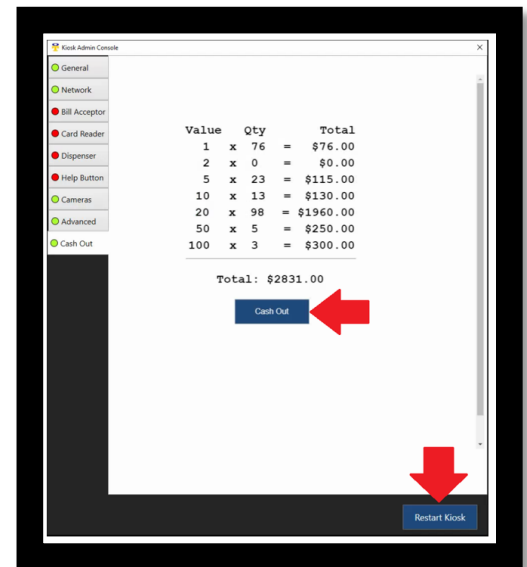 Kiosk Admin Console
General
Network
Bill Acceptor
Card Reader
Dispenser
Help Button
Cameras
Advanced
Cash Out
Value Qty Total
1 x 76 = $76.00
2 x 0 = $0.00
5 x 23 = $115.00
10 x 13 = $130.00
20 x 98 = $1960.00
50 x 5 = $250.00
100 x 3 = $300.00
Total: $2831.00
Cash Out
Restart Kiosk